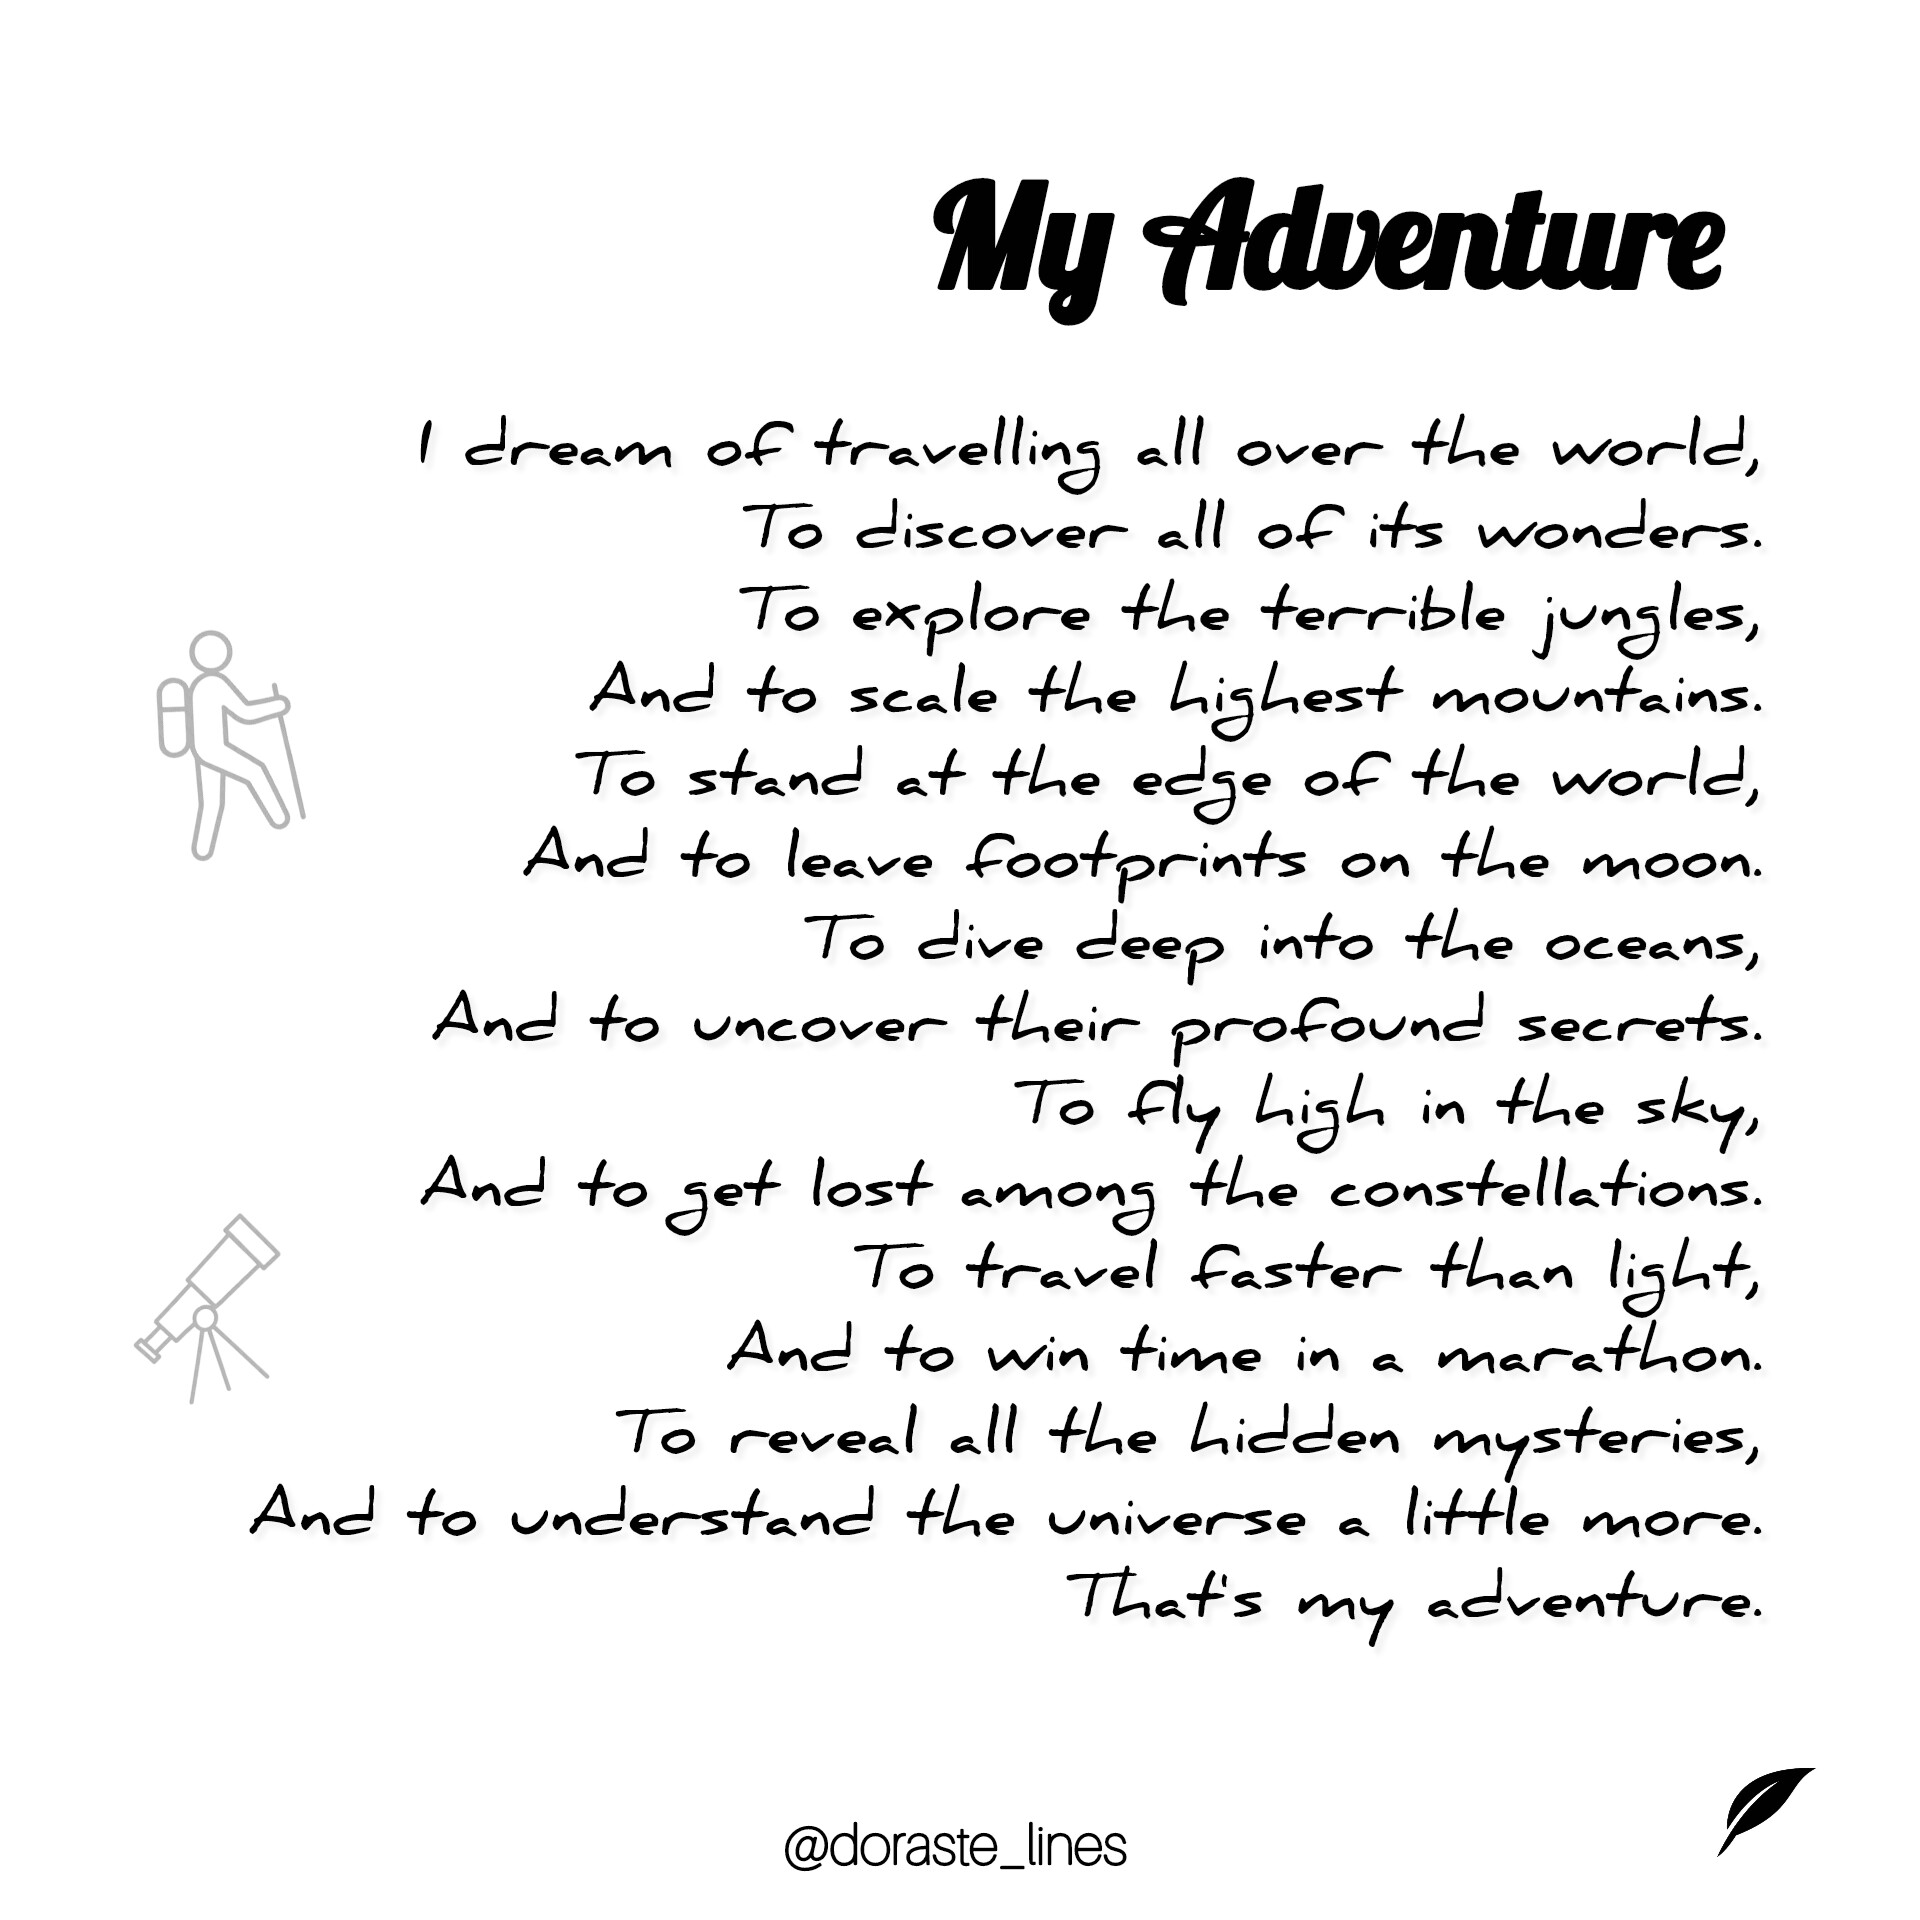 My Adventure
I dream of travelling all over the world,
To discover all of its wonders.
To explore the terrible jungles,
And to scale the highest mountains.
To stand at the edge of the world,
And to leave footprints on the moon.
To dive deep into the oceans,
And to uncover their profound secrets.
To fly high in the sky,
And to get lost among the constellations.
To travel faster than light,
And to win time in a marathon.
To reveal all the hidden mysteries,
And to understand the universe a little more.
That's my adventure.
@doraste_lines